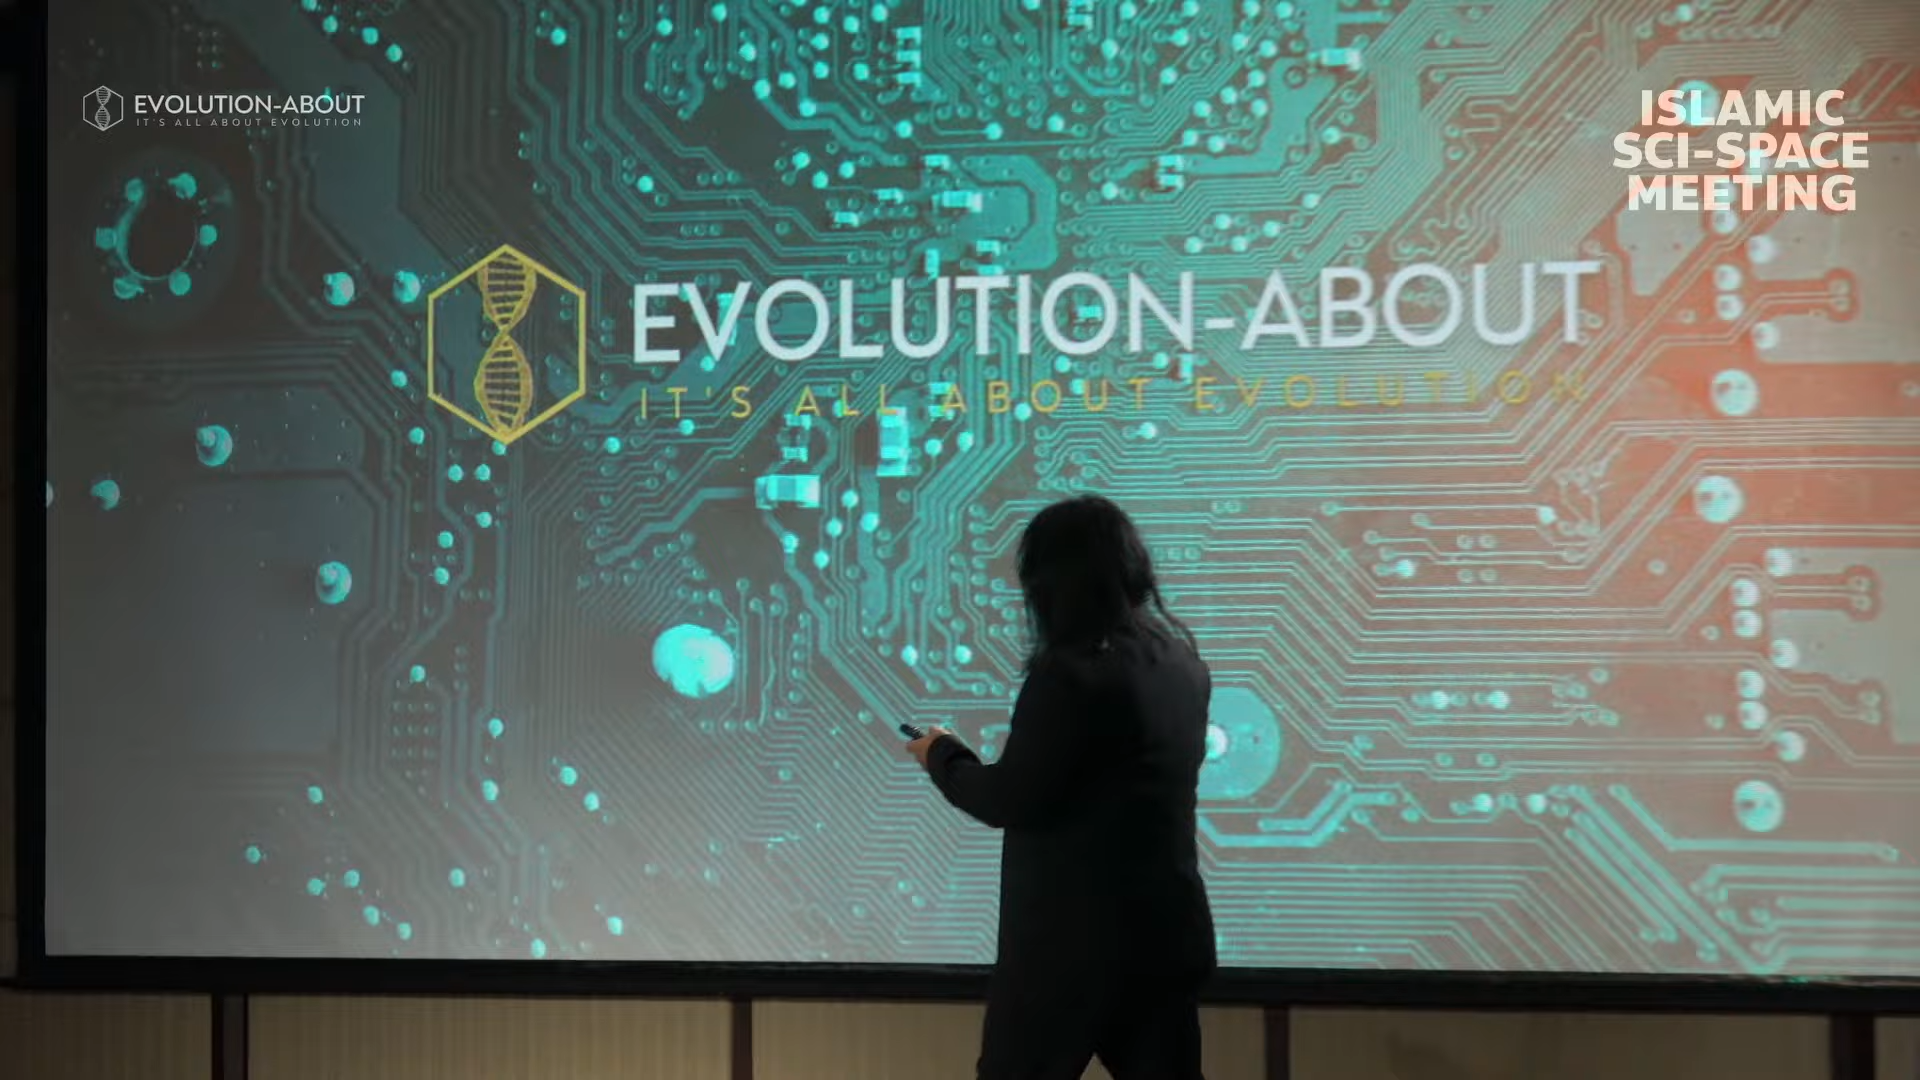 EVOLUTION-ABOUT
IT'S ALL ABOUT EVOLUTION
ISLAMIC
SCI-SPACE
MEETING
EVOLUTION-ABOUT
IT'S ALL ABOUT EVOLUTION